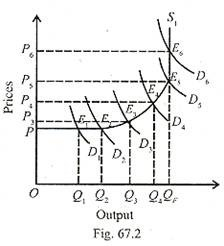 S₁
P₆
E₆
D₆
P₅
E₅
D₅
P₄
E₄
D₄
P₃
E₃
D₃
P
E₁
E₂
D₁
D₂
Prices
O
Q₁
Q₂
Q₃
Q₄
Q_F
Output
Fig. 67.2